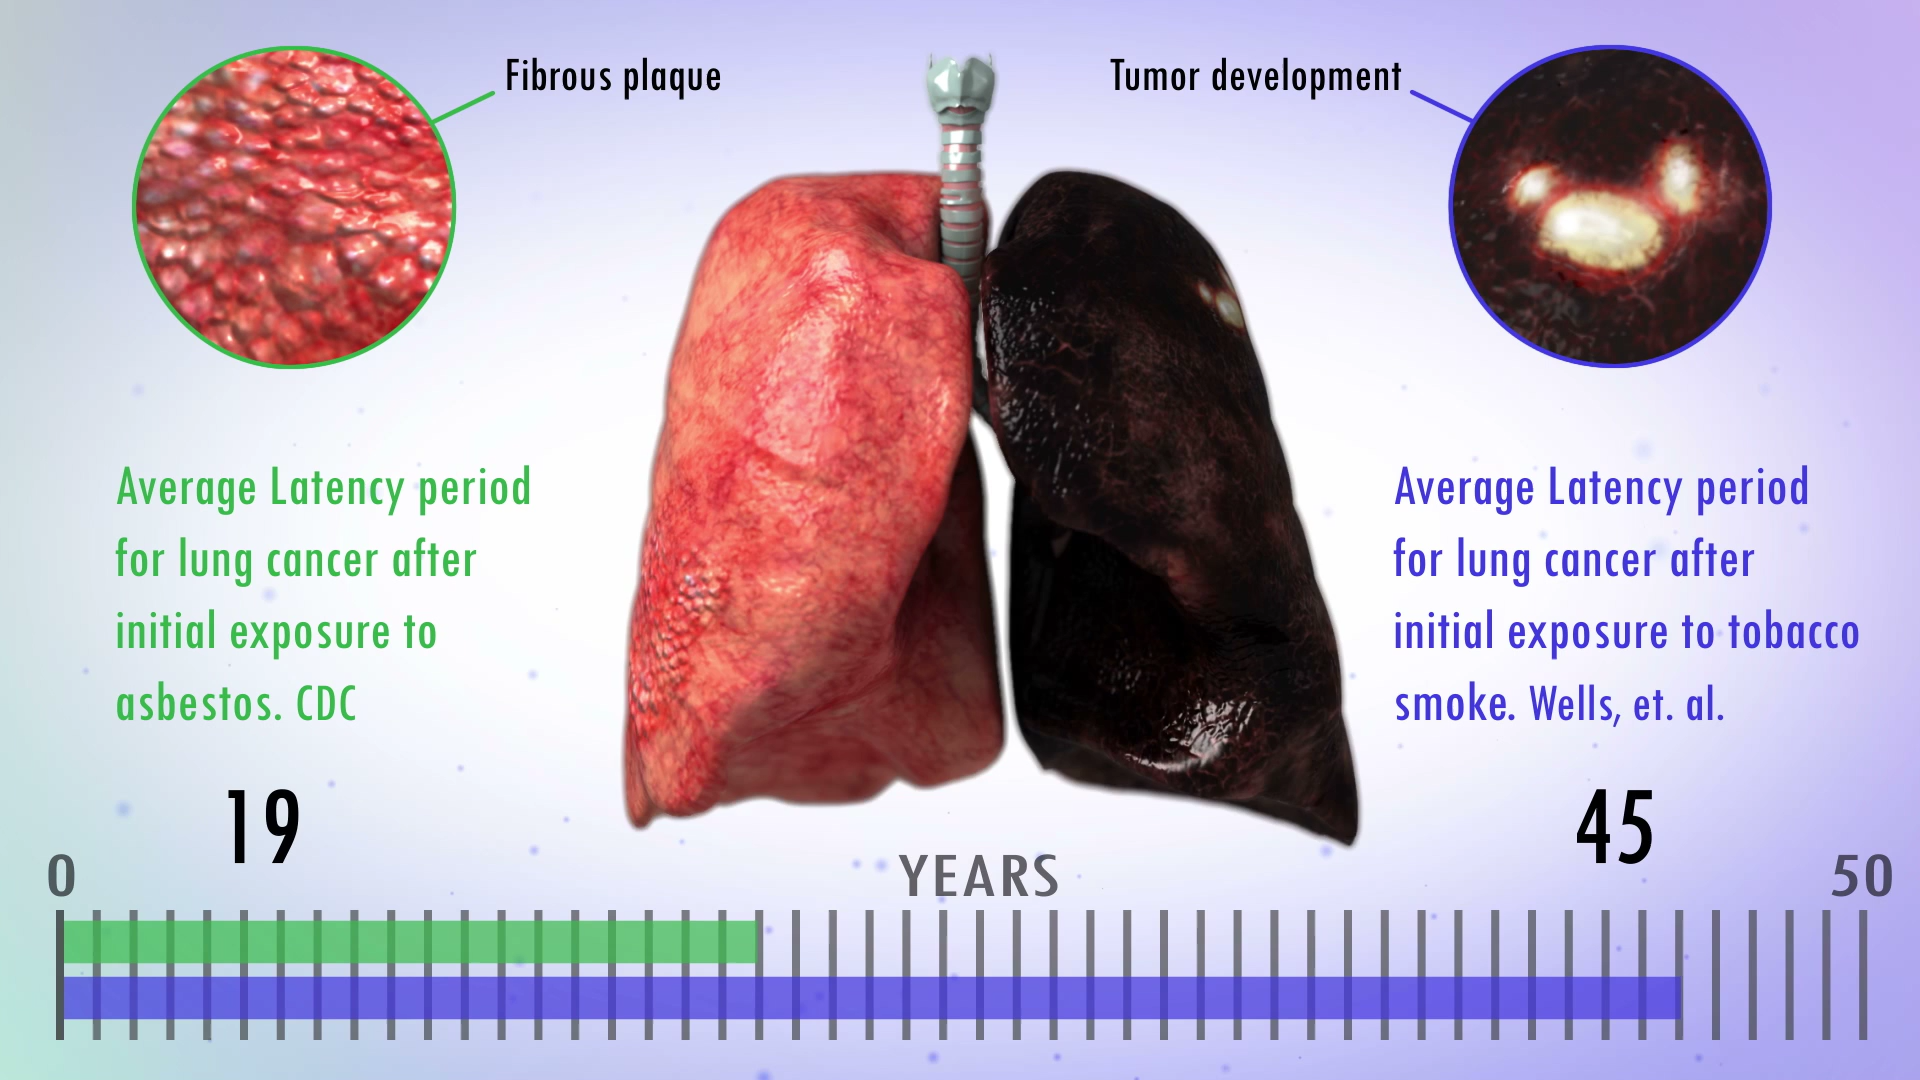 Fibrous plaque
Tumor development
Average Latency period
for lung cancer after
initial exposure to
asbestos. CDC
Average Latency period
for lung cancer after
initial exposure to tobacco
smoke. Wells, et. al.
19
45
0
YEARS
50